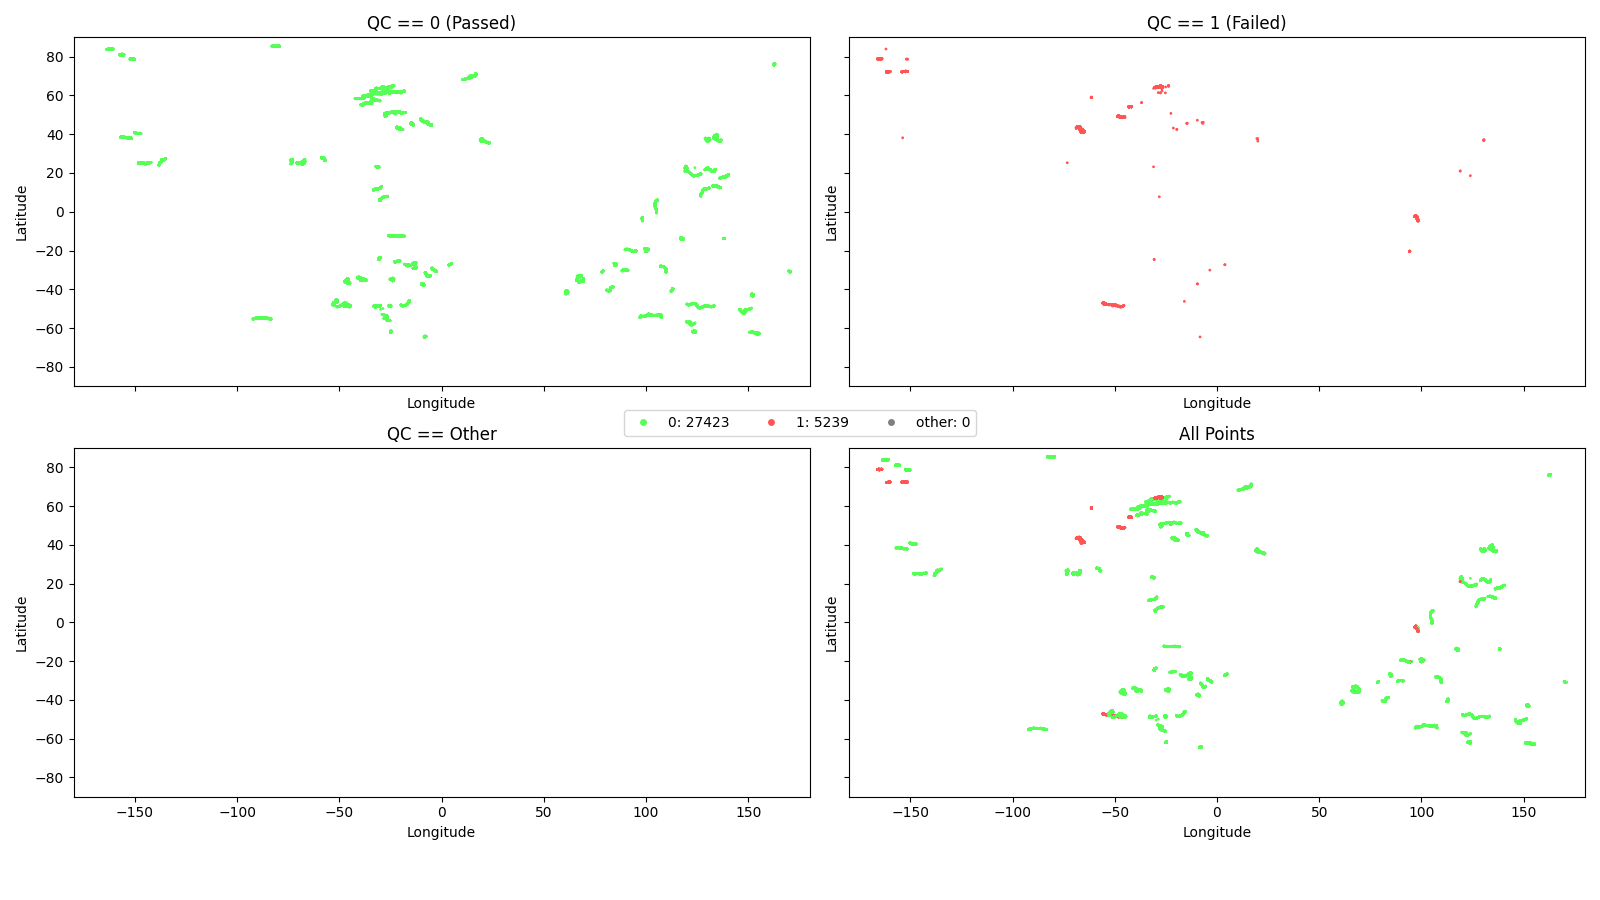 QC == 0 (Passed)
QC == 1 (Failed)
80
60
40
20
0
−20
−40
−60
−80
Latitude
Latitude
Longitude
Longitude
0: 27423 1: 5239 other: 0
QC == Other
All Points
80
60
40
20
0
−20
−40
−60
−80
Latitude
Latitude
−150 −100 −50 0 50 100 150
−150 −100 −50 0 50 100 150
Longitude
Longitude